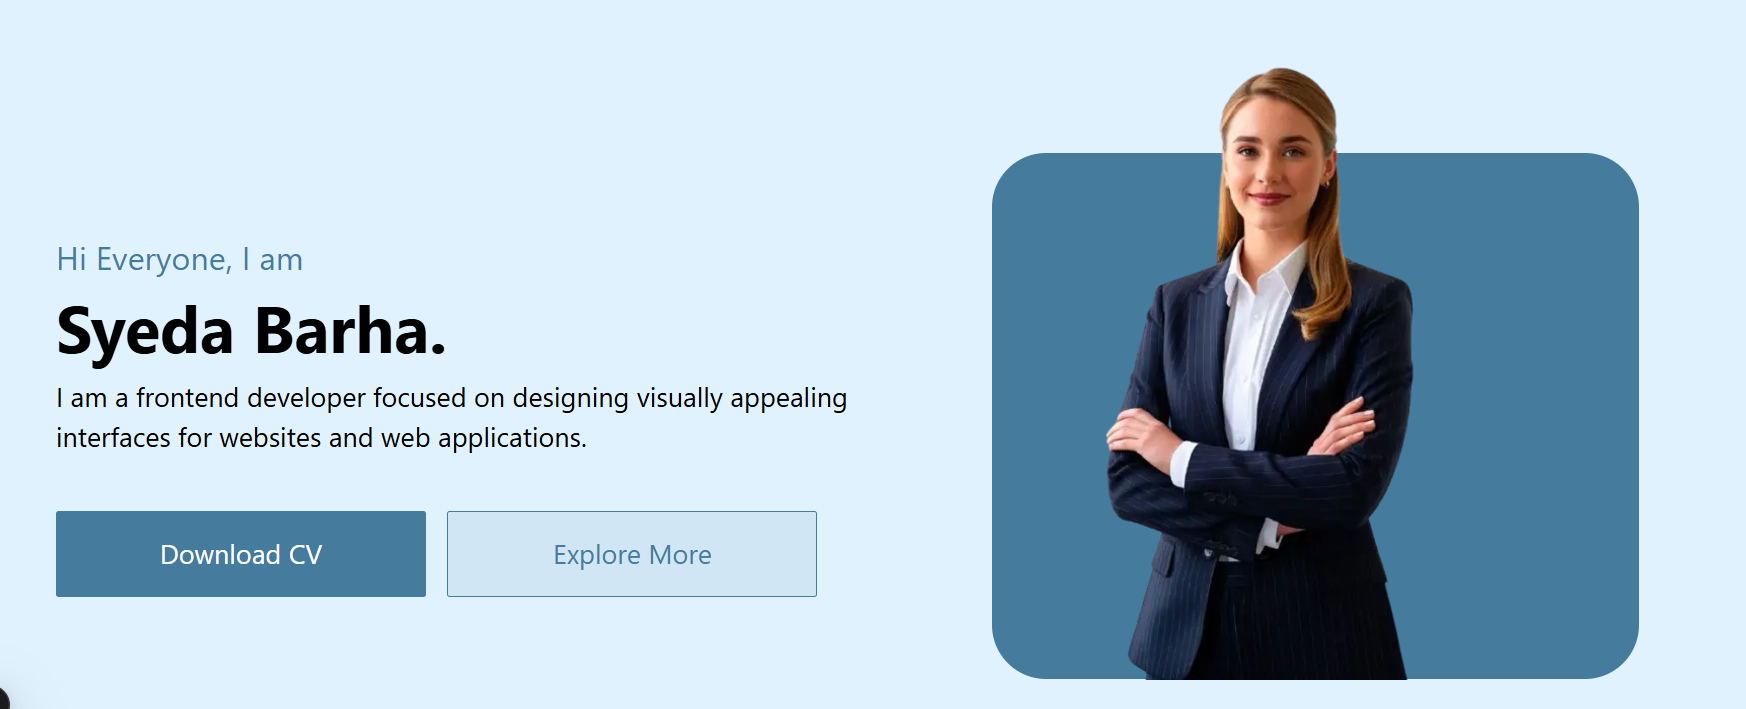 Hi Everyone, I am
Syeda Barha.
I am a frontend developer focused on designing visually appealing
interfaces for websites and web applications.
Download CV
Explore More